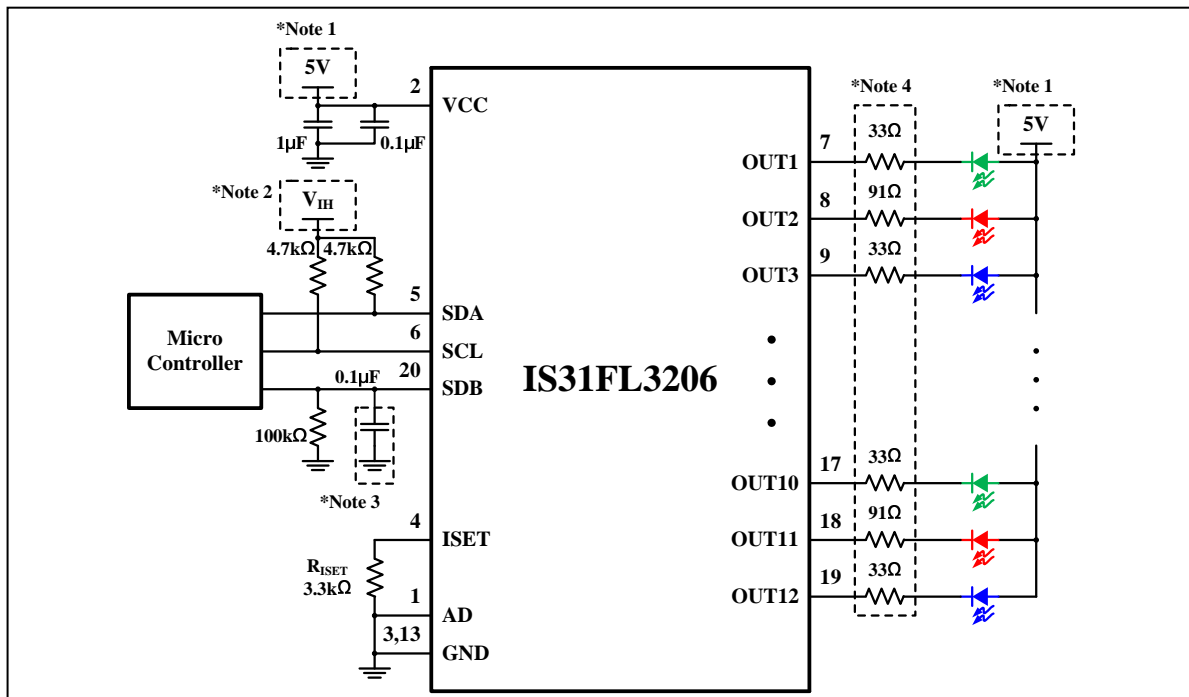 *Note 1
5V
2
VCC
1µF
0.1µF
*Note 2
VIH
4.7kΩ
4.7kΩ
Micro
Controller
5
SDA
6
SCL
0.1µF
20
SDB
100kΩ
*Note 3
4
ISET
RISET
3.3kΩ
1
AD
3,13
GND
IS31FL3206
*Note 4
*Note 1
5V
OUT1
7
33Ω
OUT2
8
91Ω
OUT3
9
33Ω
OUT10
17
33Ω
OUT11
18
91Ω
OUT12
19
33Ω